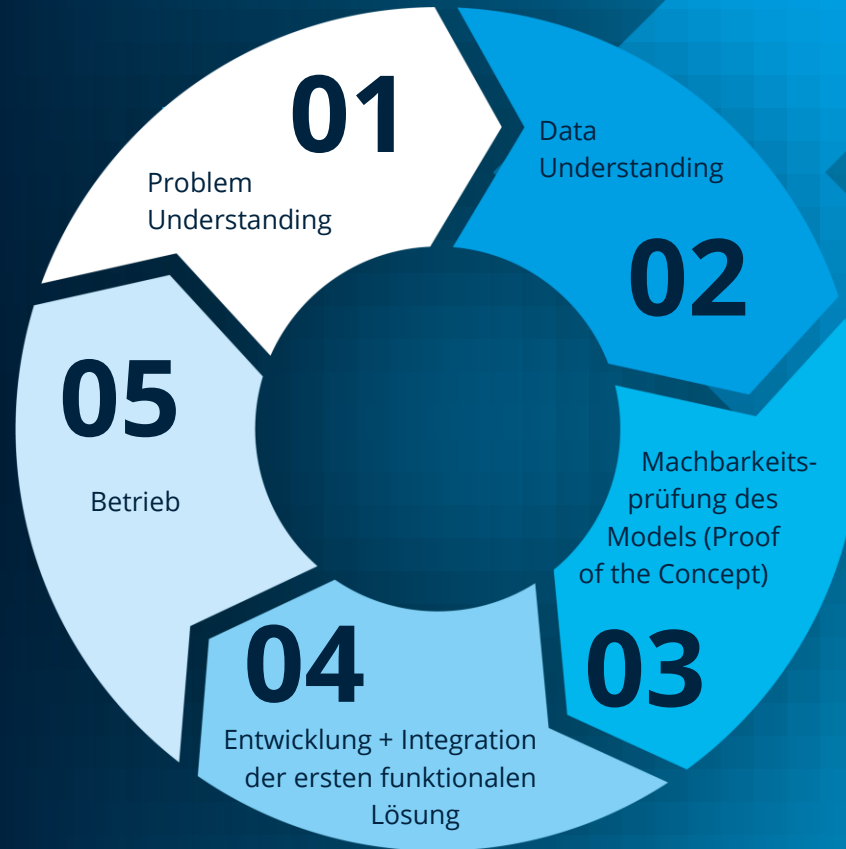 01
Problem
Understanding
Data
Understanding
02
Machbarkeits-
prüfung des
Models (Proof
of the Concept)
03
04
Entwicklung + Integration
der ersten funktionalen
Lösung
05
Betrieb